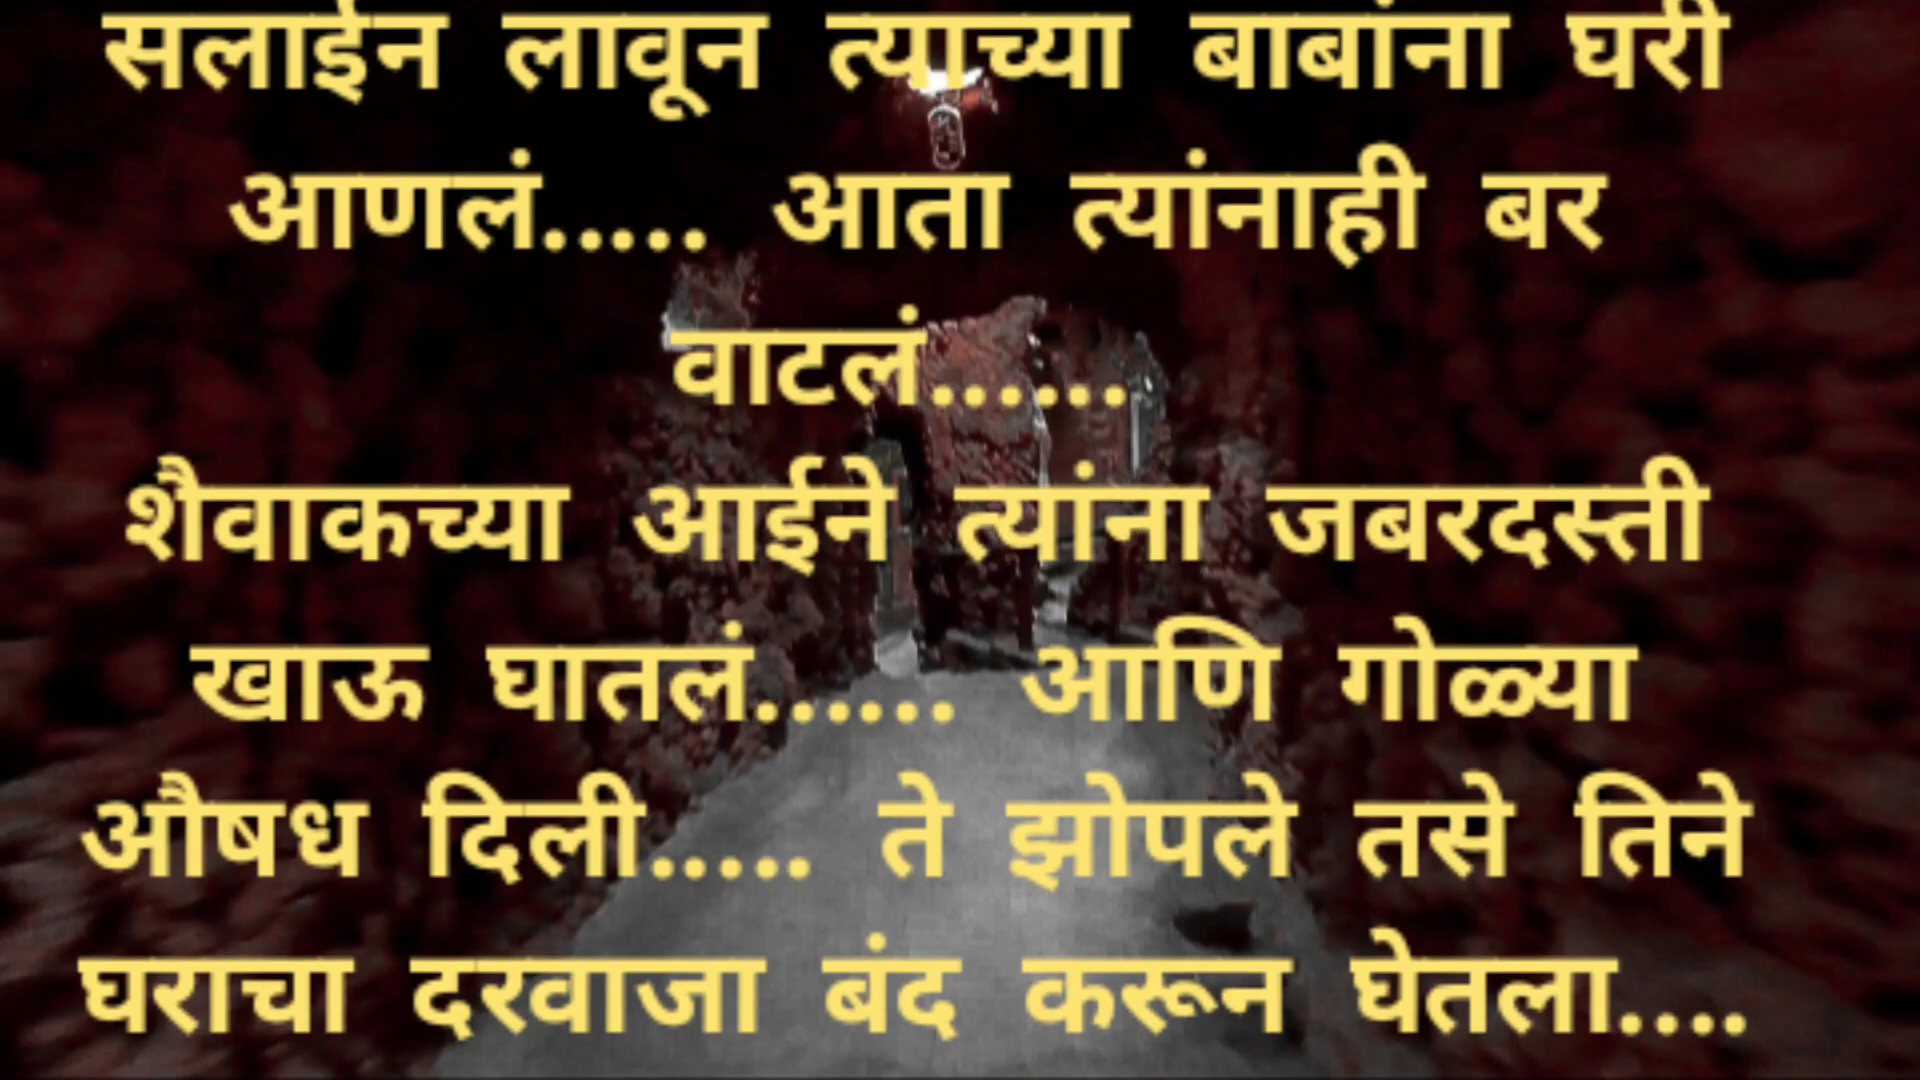 सलाईन लावून त्याच्या बाबांना घरी
आणलं..... आता त्यांनाही बर
वाटलं......
शैवाकच्या आईने त्यांना जबरदस्ती
खाऊ घातलं...... आणि गोळ्या
औषध दिली..... ते झोपले तसे तिने
घराचा दरवाजा बंद करून घेतला....